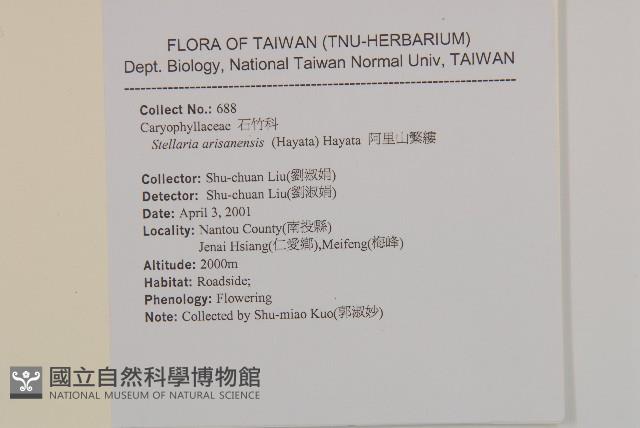 FLORA OF TAIWAN (TNU-HERBARIUM)
Dept. Biology, National Taiwan Normal Univ, TAIWAN
Collect No.: 688
Caryophyllaceae 石竹科
Stellaria arisanensis (Hayata) Hayata 阿里山繁縷
Collector: Shu-chuan Liu(劉淑娟)
Detector: Shu-chuan Liu(劉淑娟)
Date: April 3, 2001
Locality: Nantou County(南投縣)
Jenai Hsiang(仁愛鄉),Meifeng(梅峰)
Altitude: 2000m
Habitat: Roadside;
Phenology: Flowering
Note: Collected by Shu-miao Kuo(郭淑妙)
國立自然科學博物館
NATIONAL MUSEUM OF NATURAL SCIENCE